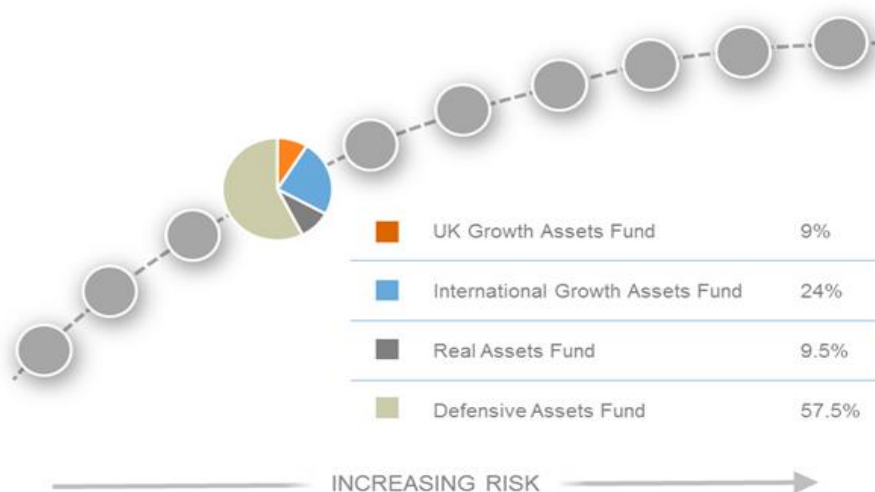 UK Growth Assets Fund 9%
International Growth Assets Fund 24%
Real Assets Fund 9.5%
Defensive Assets Fund 57.5%
INCREASING RISK